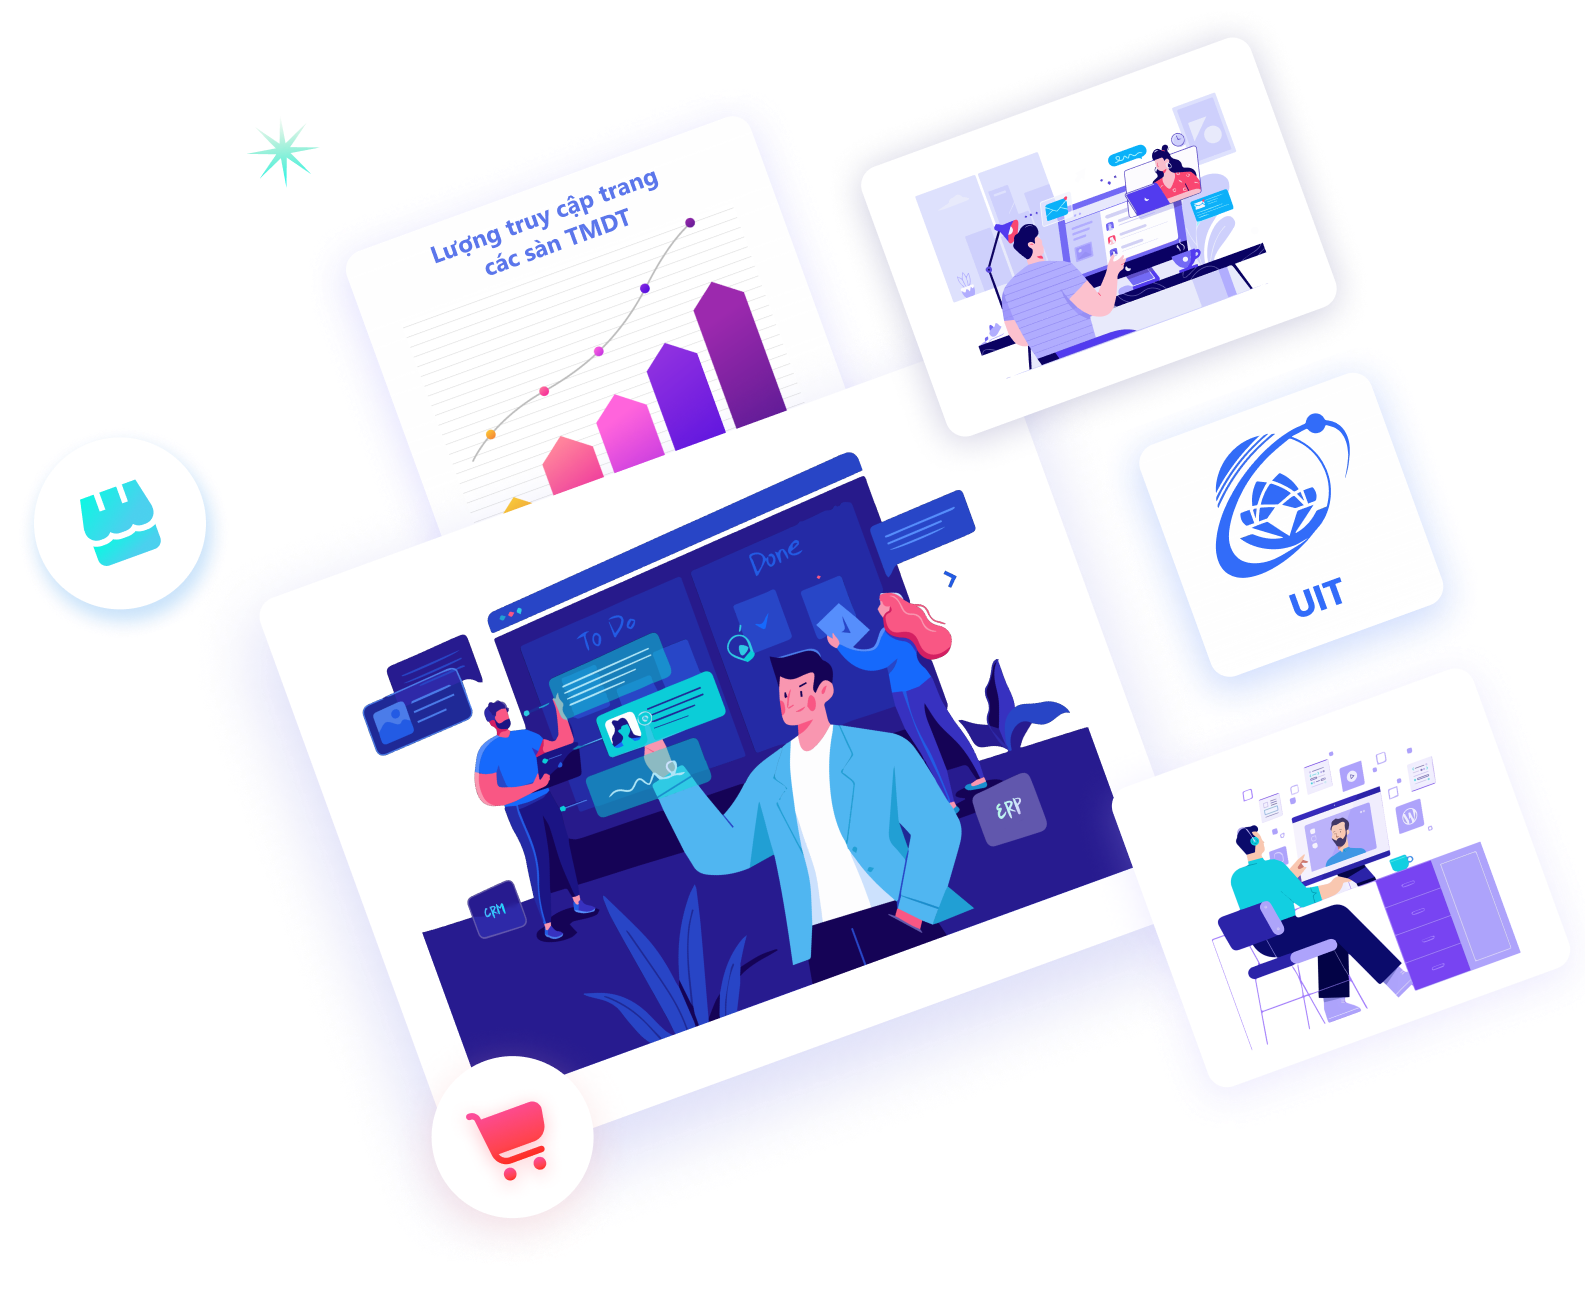 Lượng truy cập trang
các sàn TMDT
To Do
Done
UIT
ERP
CRM